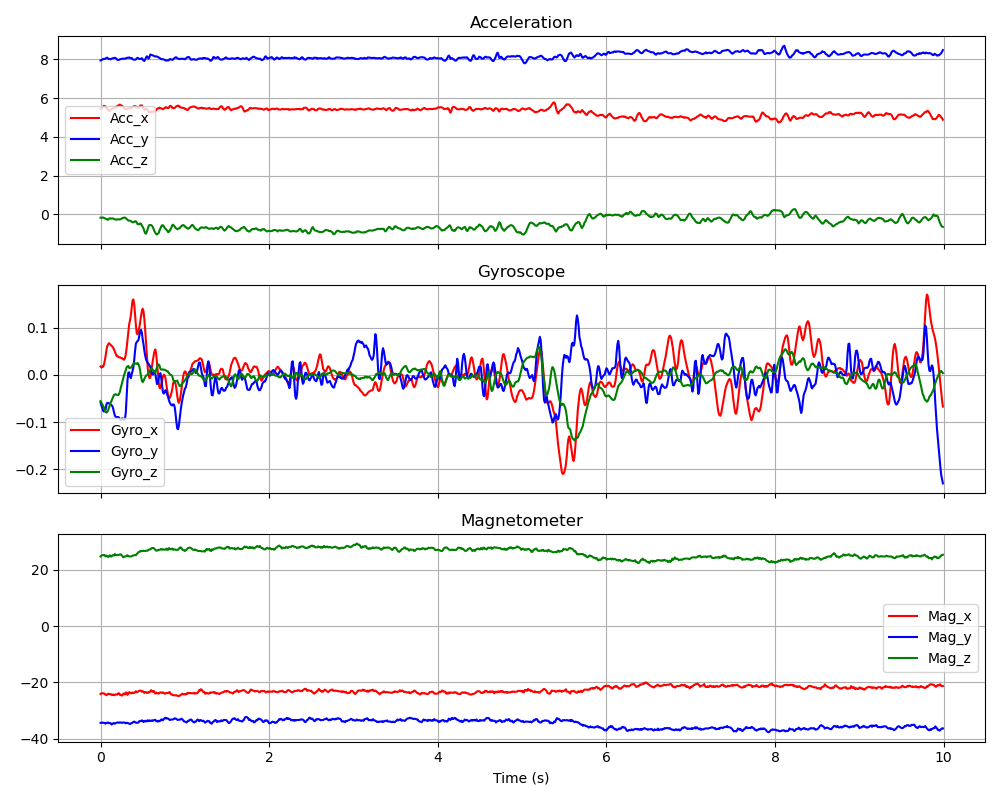 Acceleration
8
6
4
2
0
Acc_x
Acc_y
Acc_z
Gyroscope
0.1
0.0
−0.1
−0.2
Gyro_x
Gyro_y
Gyro_z
Magnetometer
20
0
−20
−40
Mag_x
Mag_y
Mag_z
0 2 4 6 8 10
Time (s)